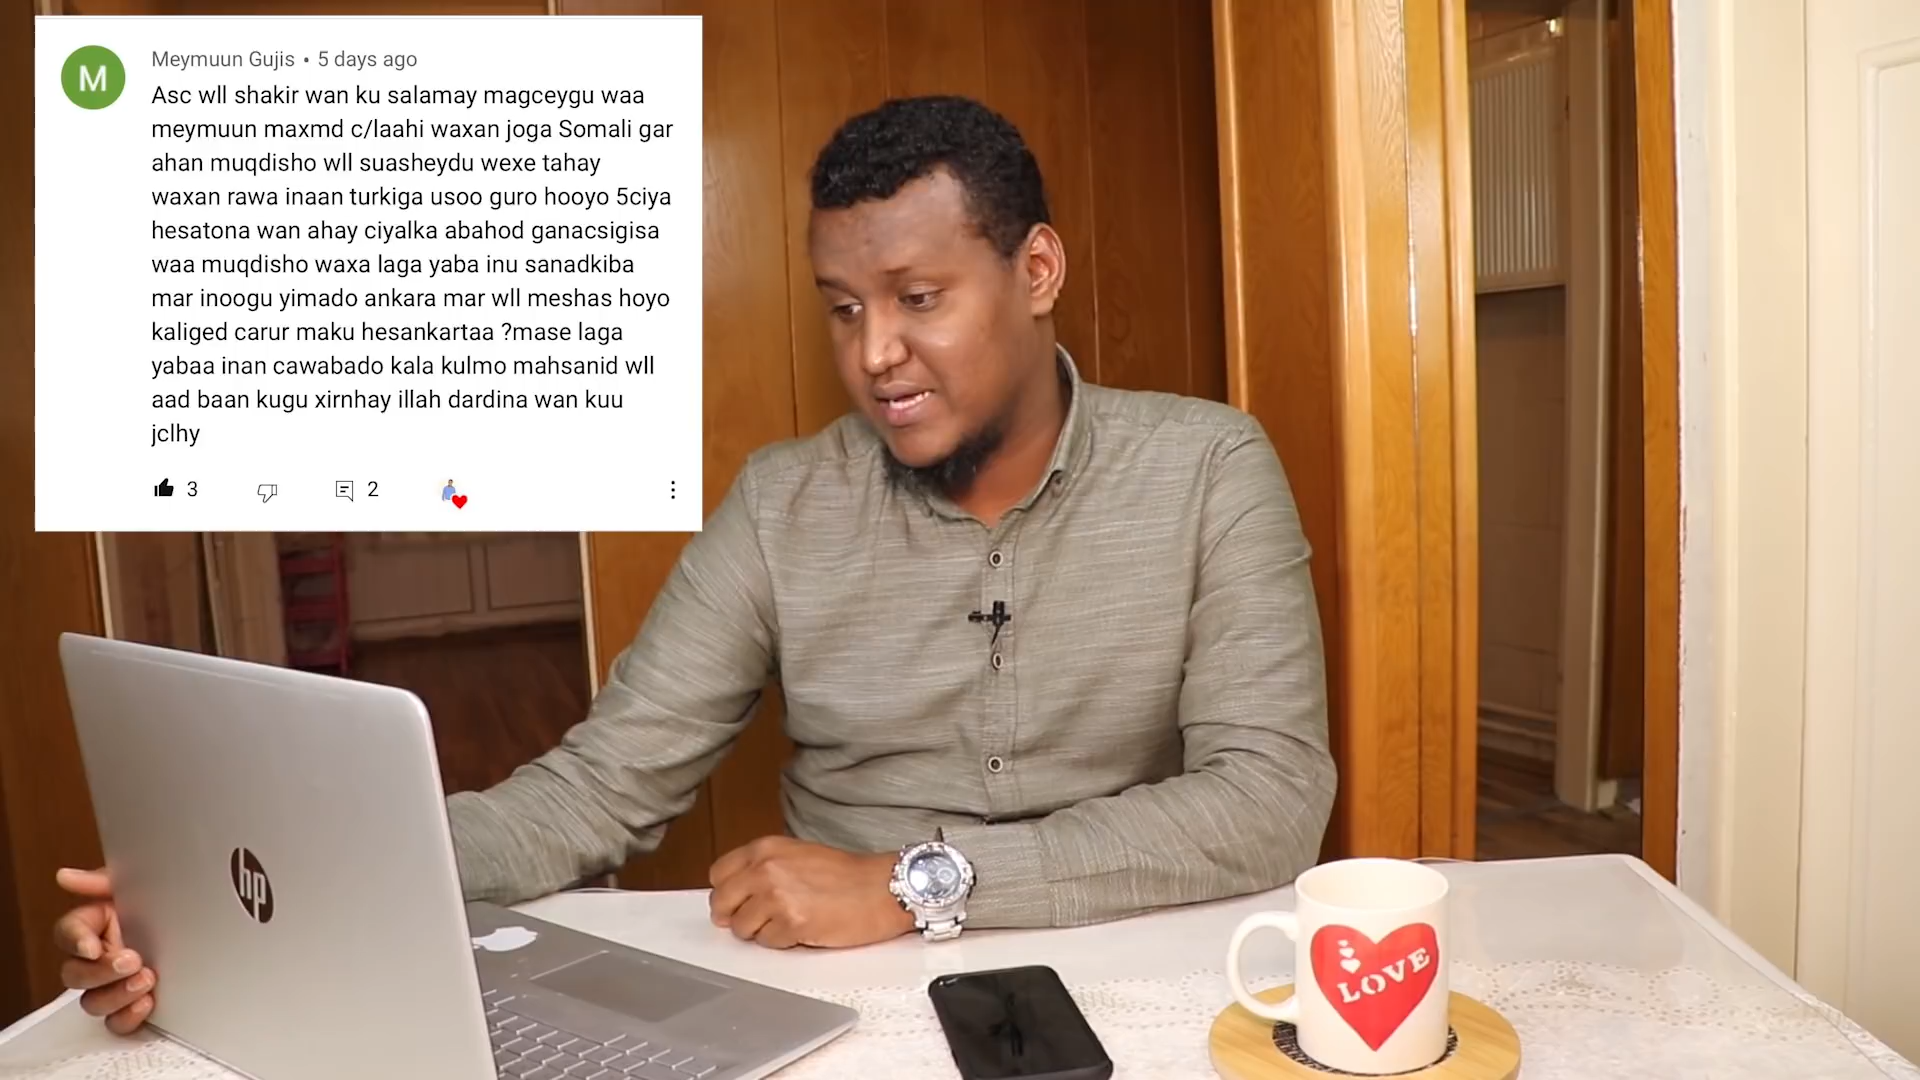 M
Meymuun Gujis • 5 days ago
Asc wll shakir wan ku salamay magceygu waa
meymuun maxmd c/laahi waxan joga Somali gar
ahan muqdisho wll suasheydu wexe tahay
waxan rawa inaan turkiga usoo guro hooyo 5ciya
hesatona wan ahay ciyalka abahod ganacsigisa
waa muqdisho waxa laga yaba inu sanadkiba
mar inoogu yimado ankara mar wll meshas hoyo
kaliged carur maku hesankartaa ?mase laga
yabaa inan cawabado kala kulmo mahsanid wll
aad baan kugu xirnhay illah dardina wan kuu
jclhy
3
2
hp
LOVE